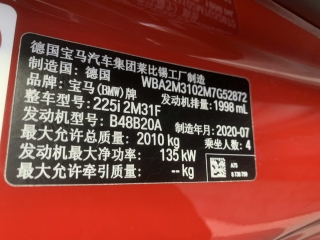 德国宝马汽车集团莱比锡工厂制造
制造国：德国 WBA2M3102M7G52872
品牌：宝马(BMW)牌 发动机排量：1998 mL
整车型号：225i 2M31F
发动机型号：B48B20A 制造年月：2020-07
最大允许总质量：2010 kg 乘坐人数：4
发动机最大净功率：135 kW
最大允许牵引质量：-- kg
A7S